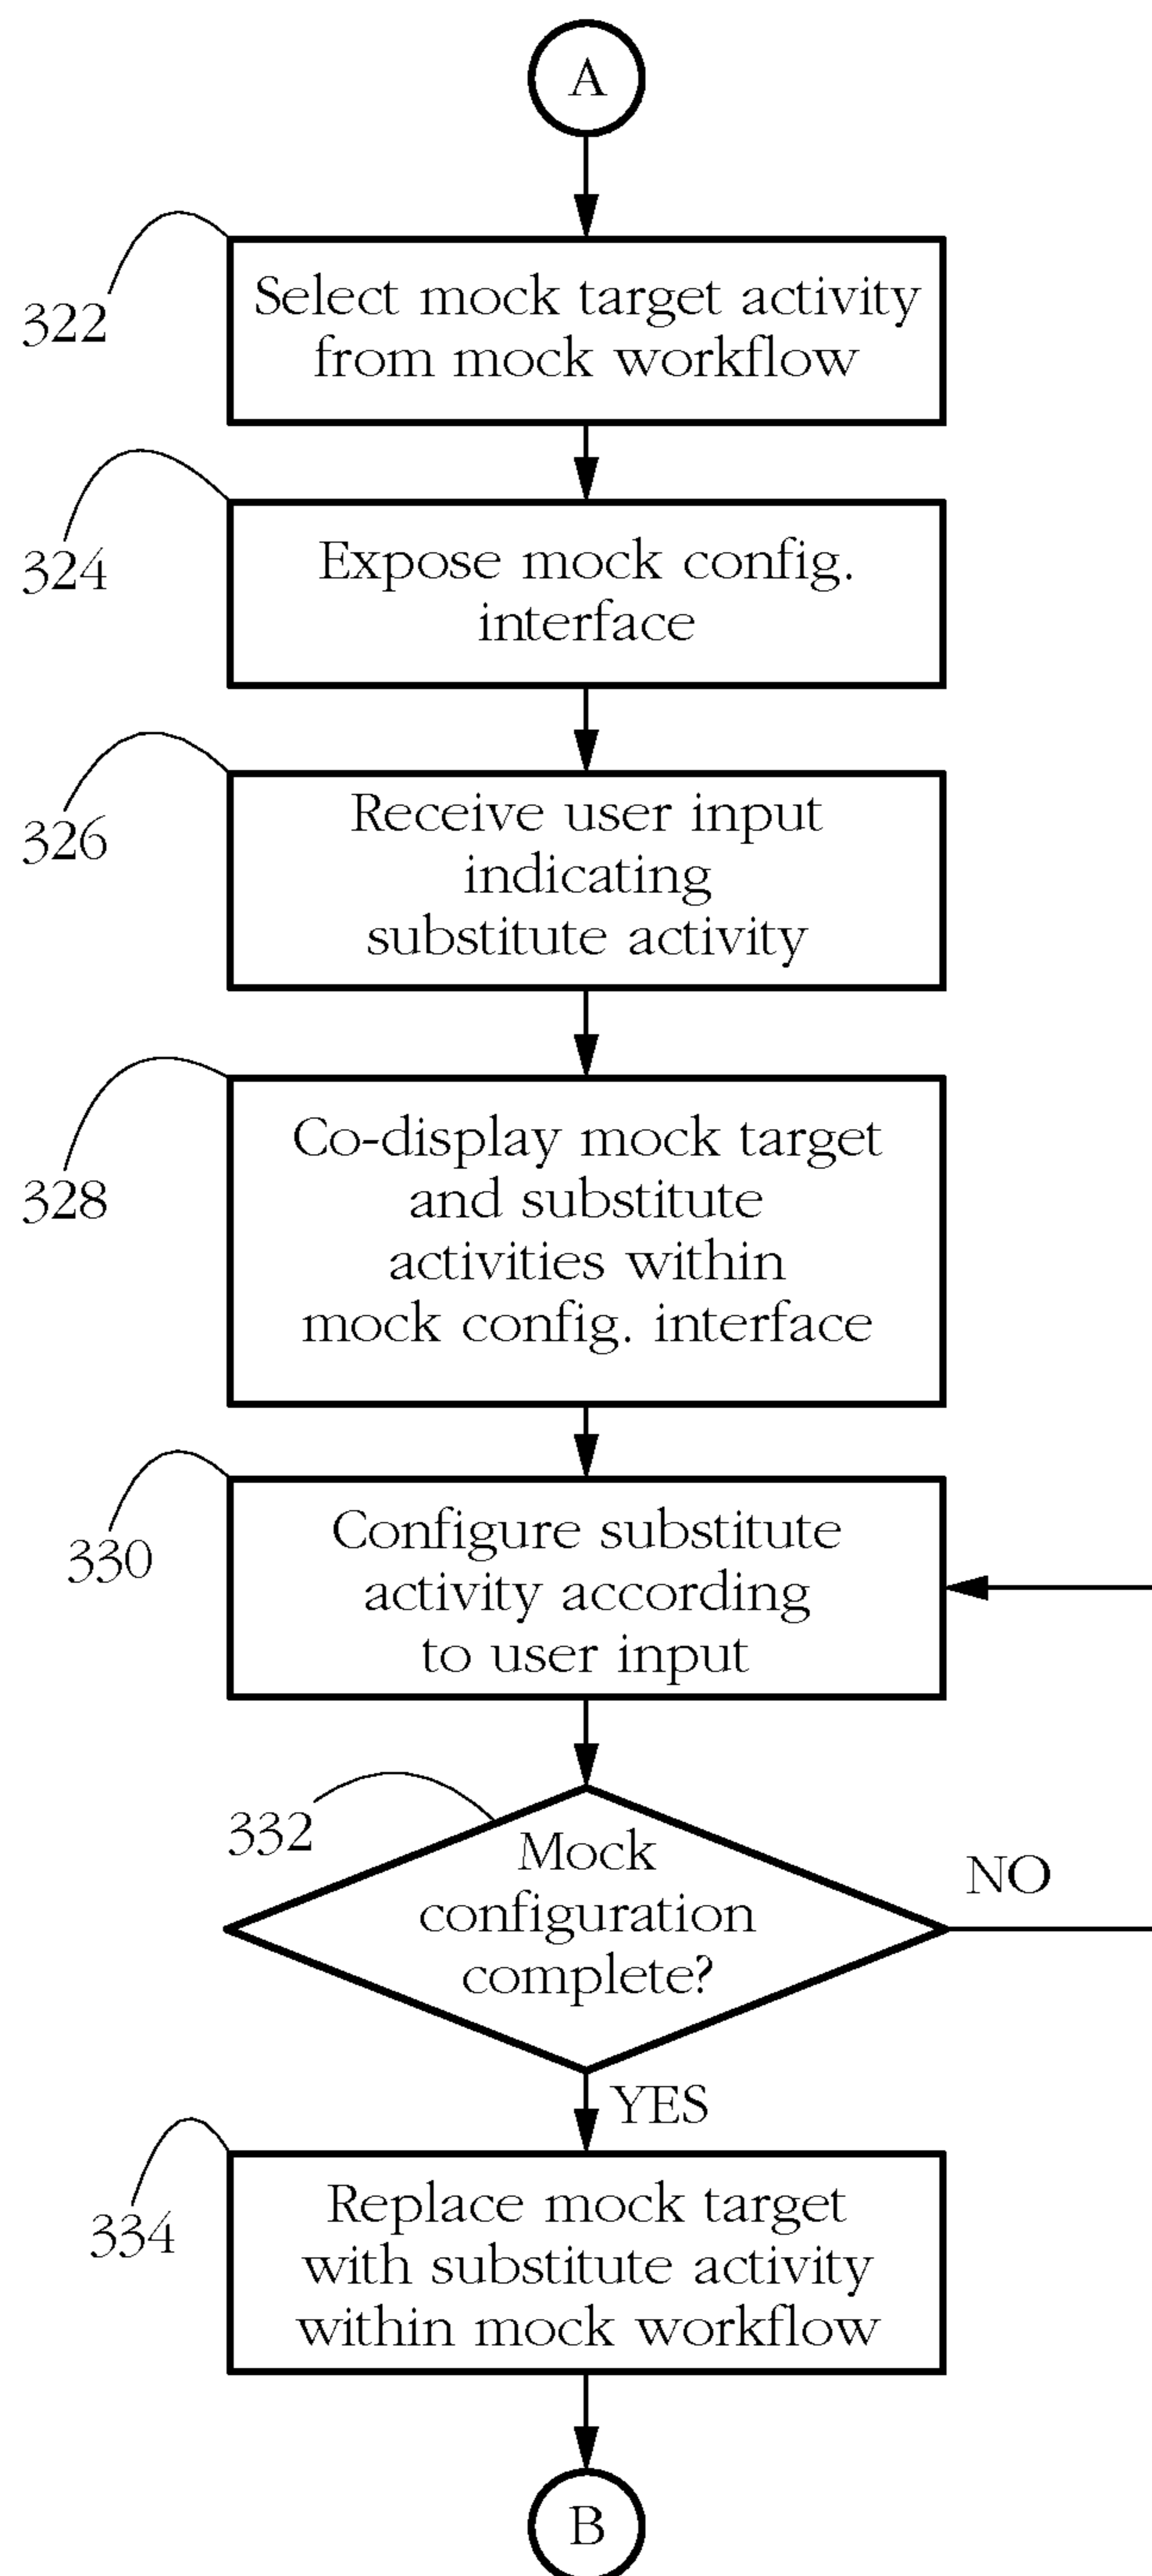 A
322
Select mock target activity
from mock workflow
324
Expose mock config.
interface
326
Receive user input
indicating
substitute activity
328
Co-display mock target
and substitute
activities within
mock config. interface
330
Configure substitute
activity according
to user input
332
Mock
configuration
complete?
NO
YES
334
Replace mock target
with substitute activity
within mock workflow
B